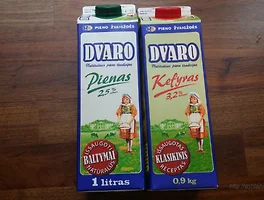 PIENO ŽVAIGŽDĖS
DVARO
Pienas
2,5%
IŠSAUGOTI
BALTYMAI
NATŪRALŪS
1 litras
PIENO ŽVAIGŽDĖS
DVARO
Kefyras
3,2%
IŠSAUGOTAS
KLASIKINIS
RECEPTAS
0,9 kg